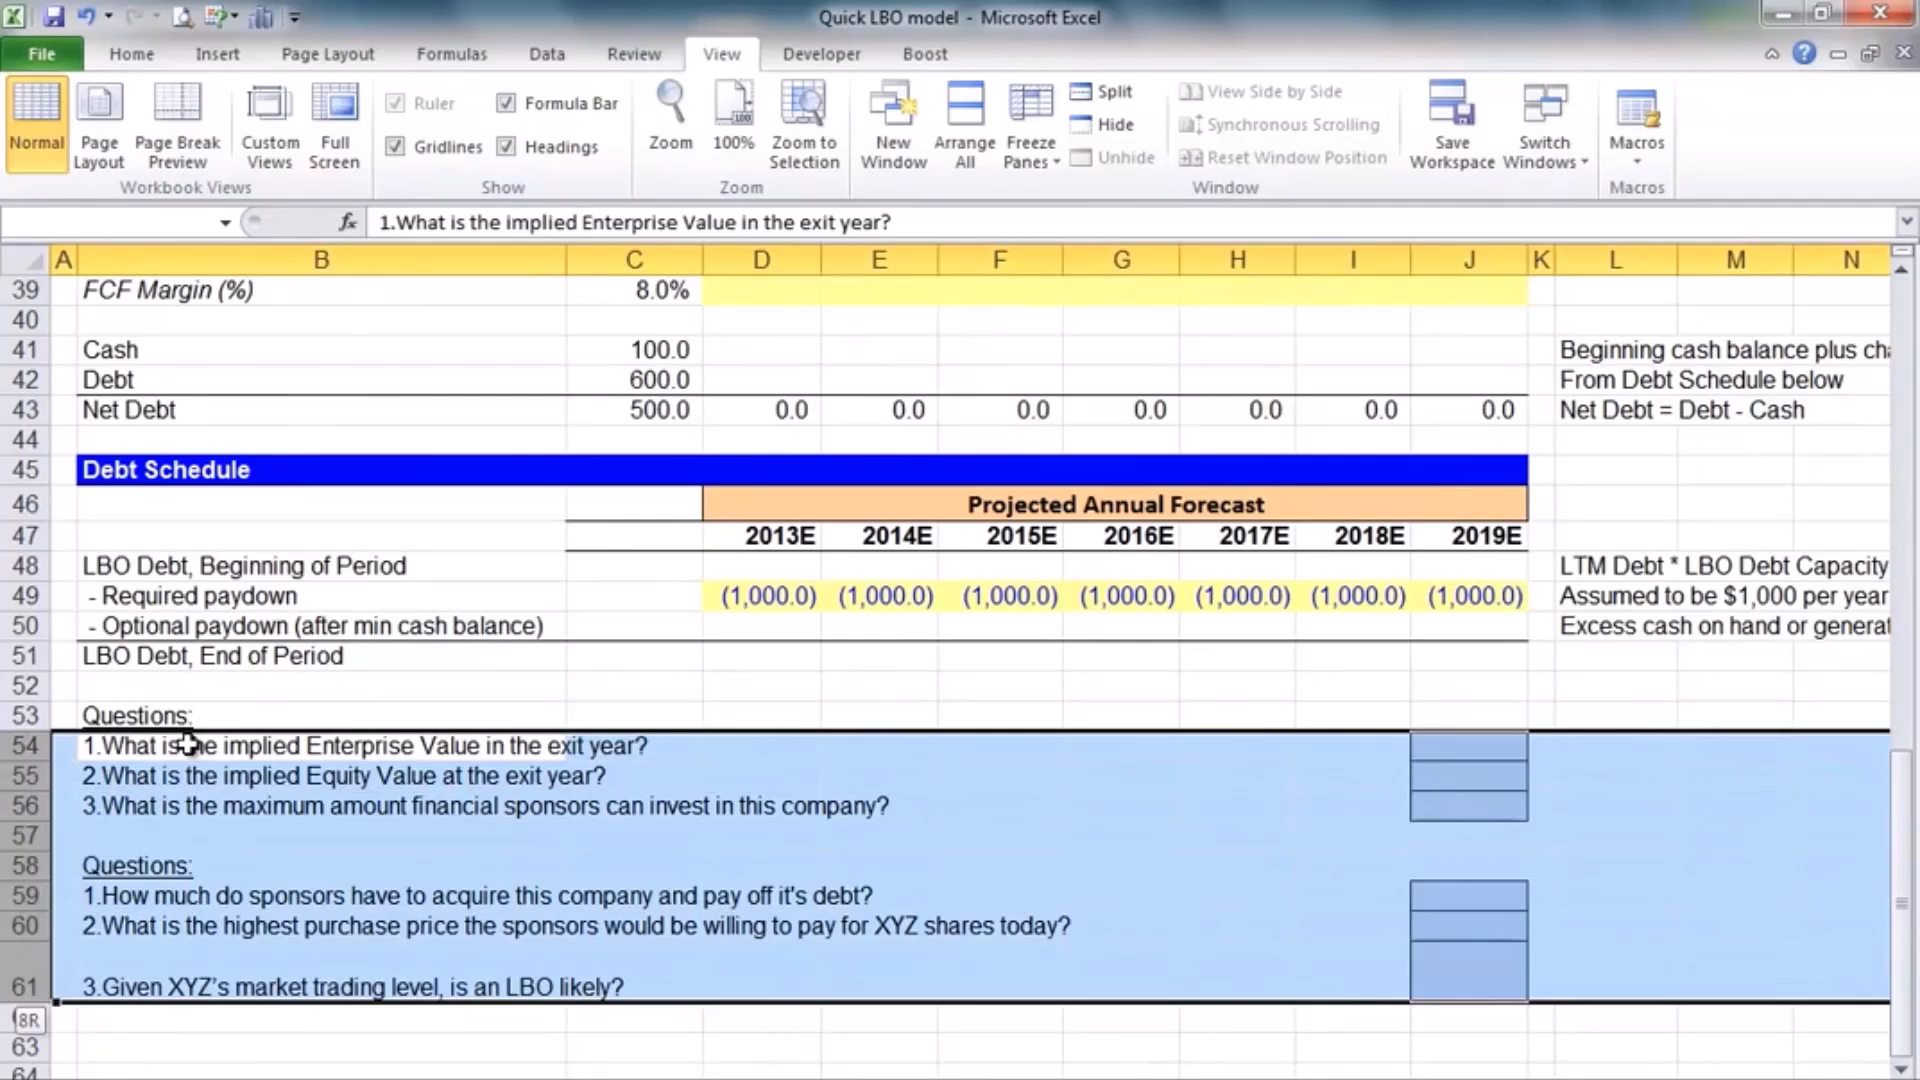 Quick LBO model - Microsoft Excel
File Home Insert Page Layout Formulas Data Review View Developer Boost
Normal Page Layout Page Break Preview Custom Views Full Screen
Workbook Views
Ruler Formula Bar
Gridlines Headings
Show
Zoom 100% Zoom to Selection
Zoom
New Window Arrange All Freeze Panes
Split
Hide
Unhide
View Side by Side
Synchronous Scrolling
Reset Window Position
Window
Save Workspace Switch Windows
Macros
Macros
fx 1.What is the implied Enterprise Value in the exit year?
A B C D E F G H I J K L M N
39 FCF Margin (%) 8.0%
40
41 Cash 100.0 Beginning cash balance plus
42 Debt 600.0 From Debt Schedule below
43 Net Debt 500.0 0.0 0.0 0.0 0.0 0.0 0.0 0.0 Net Debt = Debt - Cash
44
45 Debt Schedule
46 Projected Annual Forecast
47 2013E 2014E 2015E 2016E 2017E 2018E 2019E
48 LBO Debt, Beginning of Period LTM Debt * LBO Debt Capacity
49 - Required paydown (1,000.0) (1,000.0) (1,000.0) (1,000.0) (1,000.0) (1,000.0) (1,000.0) Assumed to be $1,000 per year
50 - Optional paydown (after min cash balance) Excess cash on hand or
51 LBO Debt, End of Period
52
53 Questions:
54 1.What is the implied Enterprise Value in the exit year?
55 2.What is the implied Equity Value at the exit year?
56 3.What is the maximum amount financial sponsors can invest in this company?
57
58 Questions:
59 1.How much do sponsors have to acquire this company and pay off it's debt?
60 2.What is the highest purchase price the sponsors would be willing to pay for XYZ shares today?
61 3.Given XYZ's market trading level, is an LBO likely?
8R
63
64